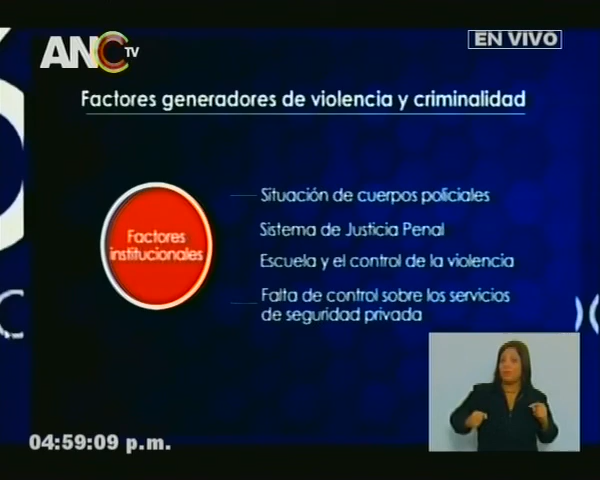 ANC TV
EN VIVO
Factores generadores de violencia y criminalidad
Situación de cuerpos policiales
Factores
institucionales
Sistema de Justicia Penal
Escuela y el control de la violencia
Falta de control sobre los servicios
de seguridad privada
04:59:09 p.m.